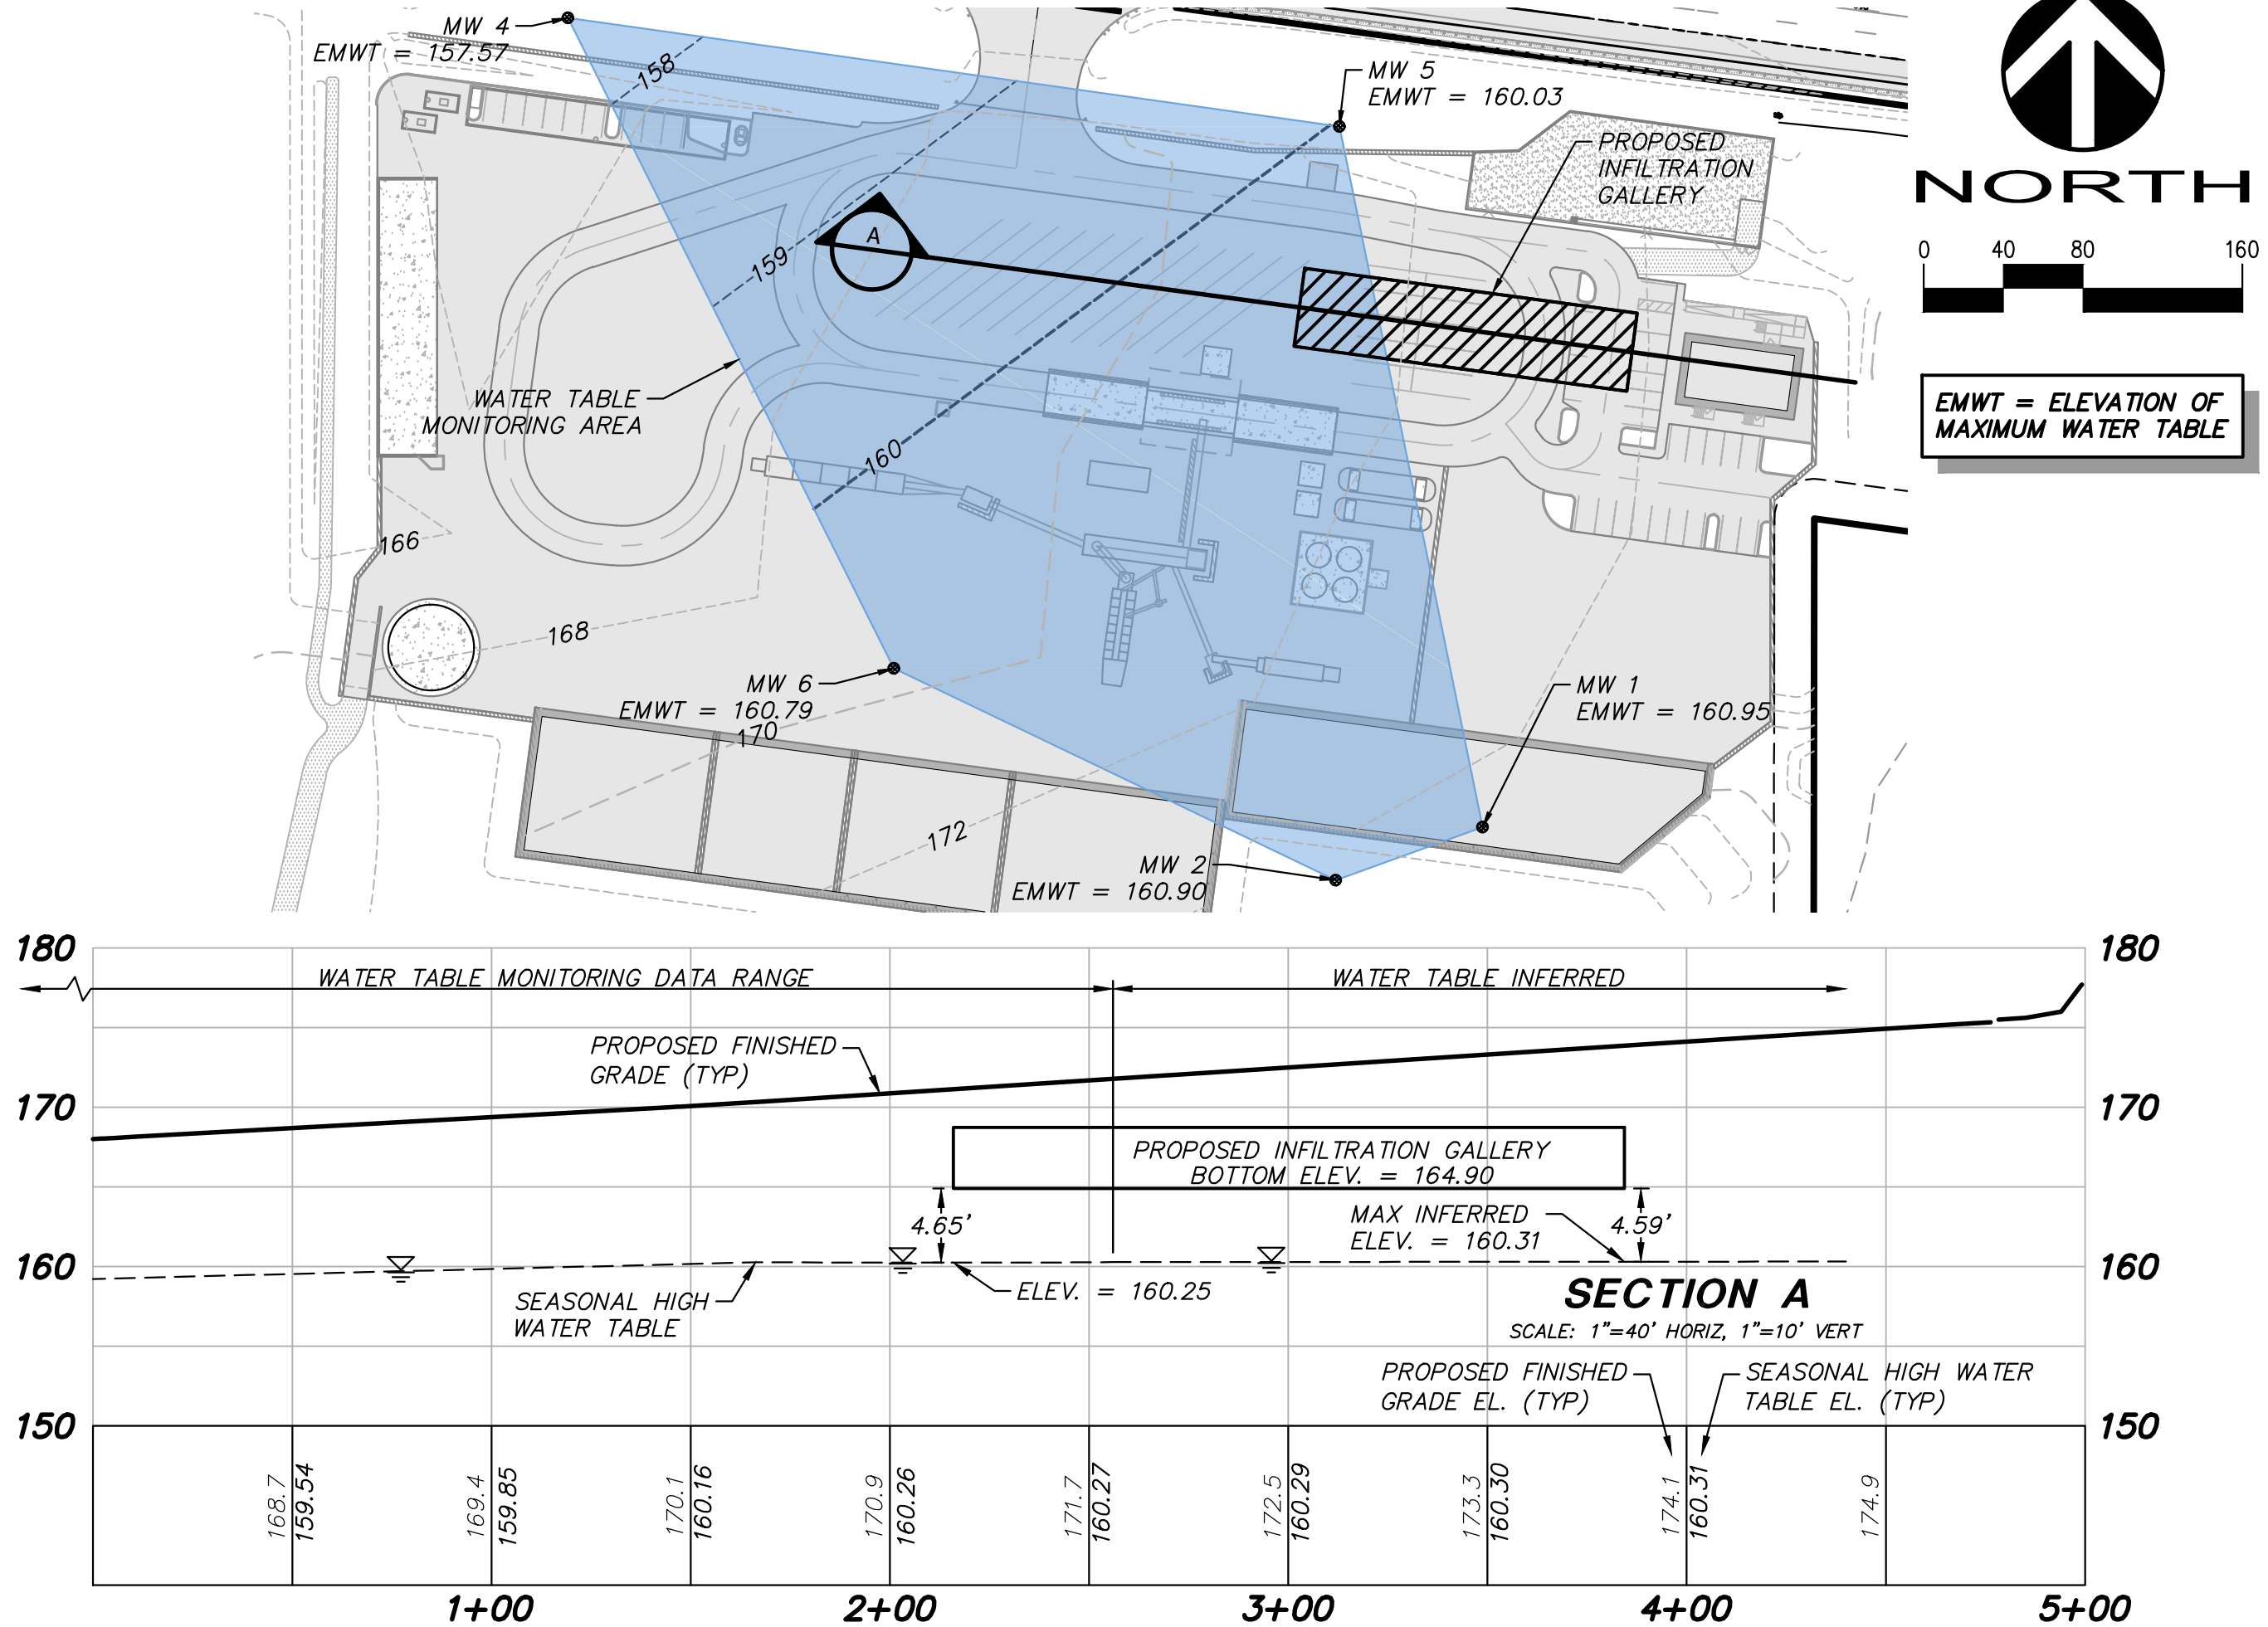 MW 4
EMWT = 157.57
158
MW 5
EMWT = 160.03
PROPOSED
INFILTRATION
GALLERY
NORTH
0 40 80 160
EMWT = ELEVATION OF
MAXIMUM WATER TABLE
A
159
WATER TABLE
MONITORING AREA
160
166
168
MW 6
EMWT = 160.79
170
MW 1
EMWT = 160.95
172
MW 2
EMWT = 160.90
180
180
WATER TABLE MONITORING DATA RANGE
WATER TABLE INFERRED
PROPOSED FINISHED
GRADE (TYP)
170
170
PROPOSED INFILTRATION GALLERY
BOTTOM ELEV. = 164.90
4.65'
MAX INFERRED
ELEV. = 160.31
4.59'
160
160
ELEV. = 160.25
SEASONAL HIGH
WATER TABLE
SECTION A
SCALE: 1"=40' HORIZ, 1"=10' VERT
PROPOSED FINISHED
GRADE EL. (TYP)
SEASONAL HIGH WATER
TABLE EL. (TYP)
150
150
168.7
159.54
169.4
159.85
170.1
160.16
170.9
160.26
171.7
160.27
172.5
160.29
173.3
160.30
174.1
160.31
174.9
1+00 2+00 3+00 4+00 5+00